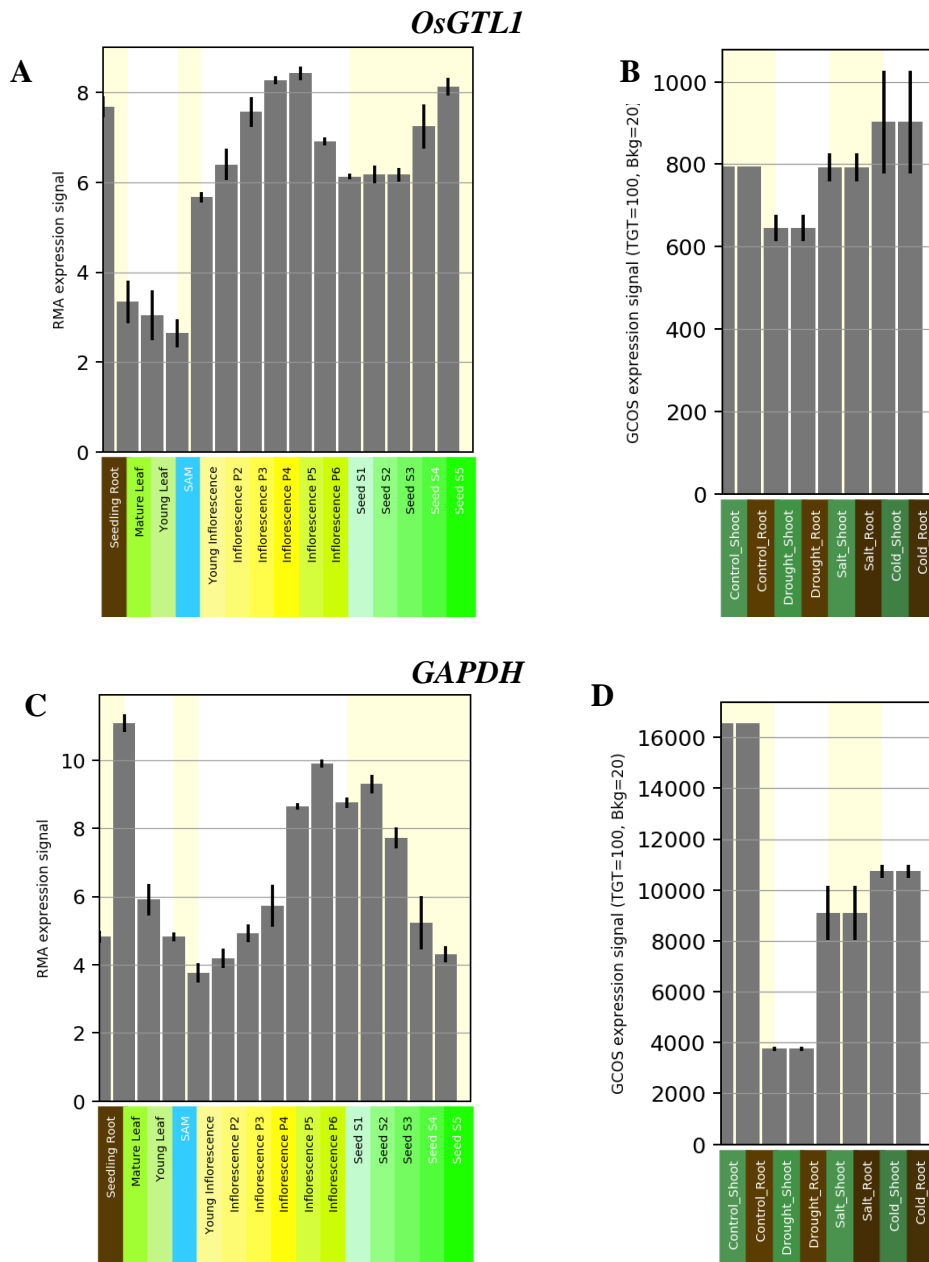 OsGTL1
A
RMA expression signal
8
6
4
2
0
Seedling Root
Mature Leaf
Young Leaf
SAM
Young Inflorescence
Inflorescence P2
Inflorescence P3
Inflorescence P4
Inflorescence P5
Inflorescence P6
Seed S1
Seed S2
Seed S3
Seed S4
Seed S5
B
GCOS expression signal (TGT=100, Bkg=20)
1000
800
600
400
200
0
Control_Shoot
Control_Root
Drought_Shoot
Drought_Root
Salt_Shoot
Salt_Root
Cold_Shoot
Cold_Root
GAPDH
C
RMA expression signal
10
8
6
4
2
0
Seedling Root
Mature Leaf
Young Leaf
SAM
Young Inflorescence
Inflorescence P2
Inflorescence P3
Inflorescence P4
Inflorescence P5
Inflorescence P6
Seed S1
Seed S2
Seed S3
Seed S4
Seed S5
D
GCOS expression signal (TGT=100, Bkg=20)
16000
14000
12000
10000
8000
6000
4000
2000
0
Control_Shoot
Control_Root
Drought_Shoot
Drought_Root
Salt_Shoot
Salt_Root
Cold_Shoot
Cold_Root